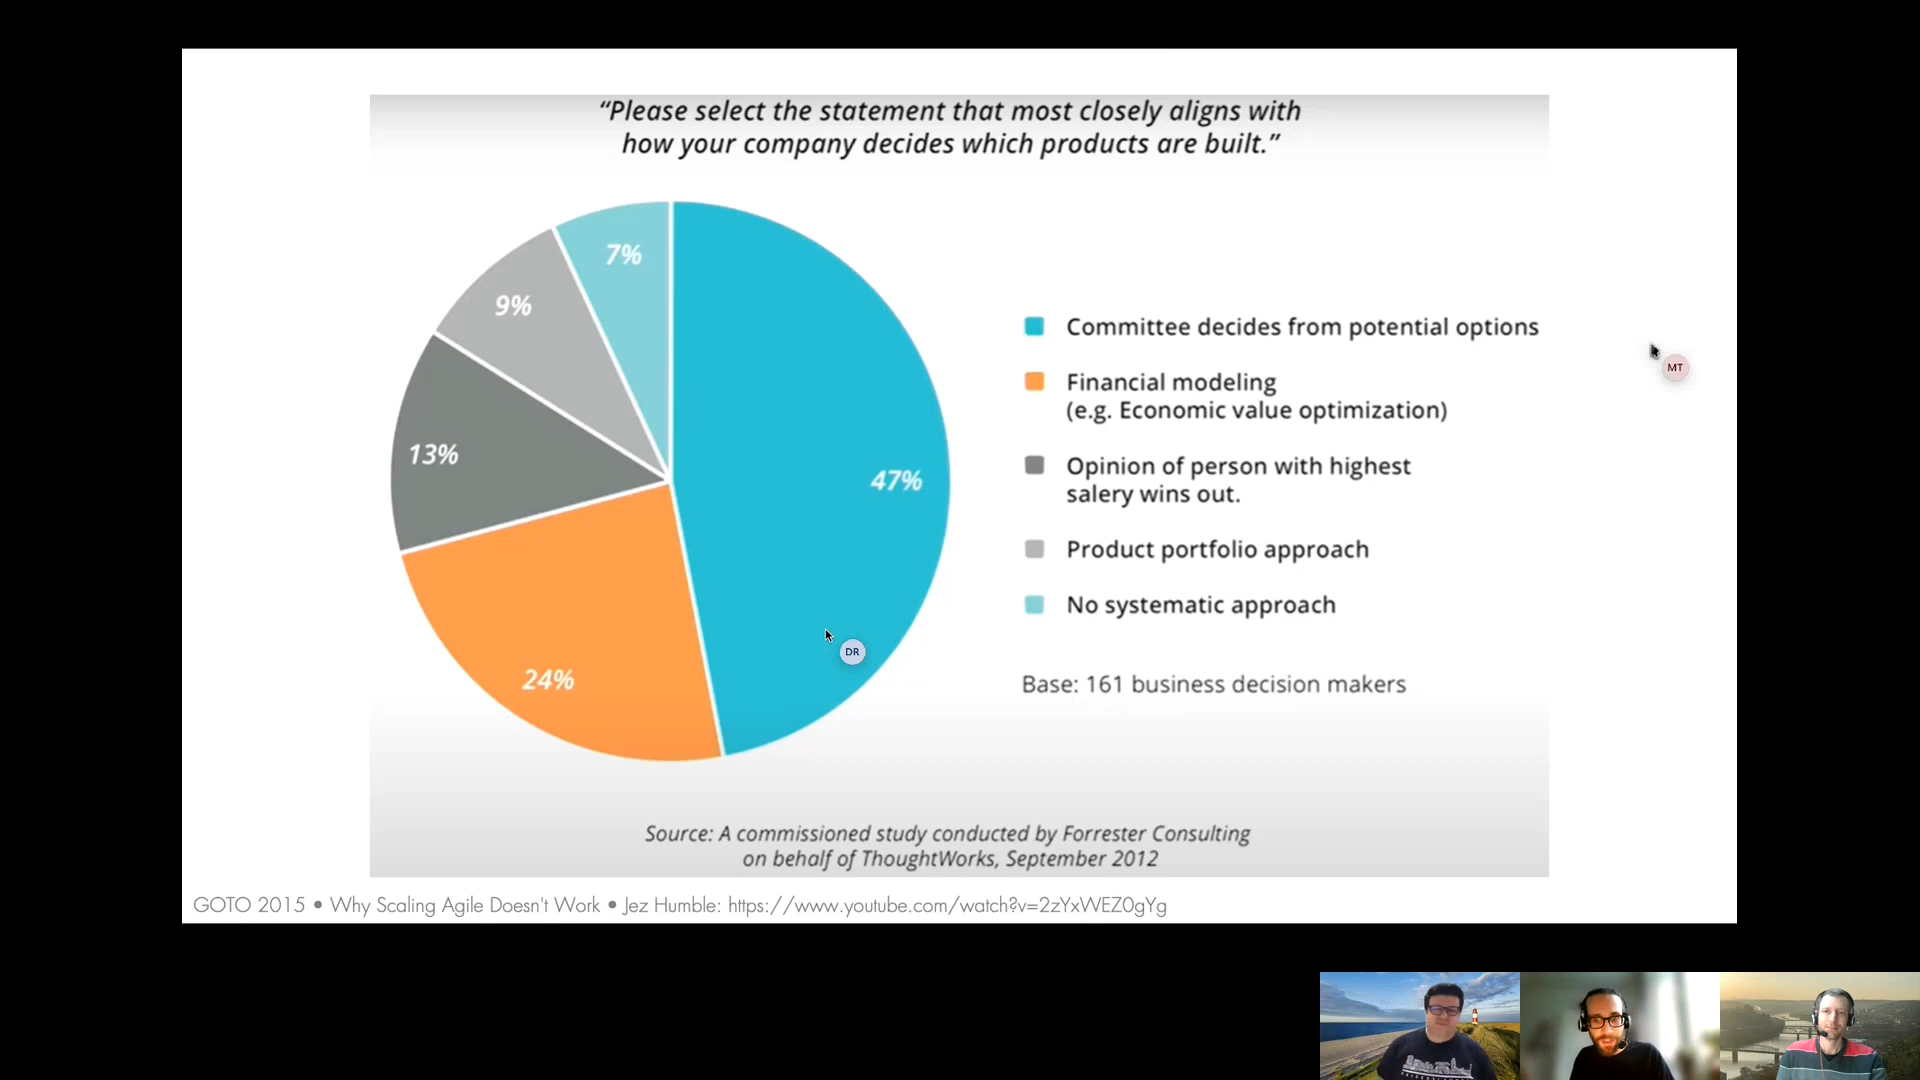 “Please select the statement that most closely aligns with
how your company decides which products are built.”
7%
9%
13%
47%
24%
Committee decides from potential options
Financial modeling
(e.g. Economic value optimization)
Opinion of person with highest
salery wins out.
Product portfolio approach
No systematic approach
Base: 161 business decision makers
MT
DR
Source: A commissioned study conducted by Forrester Consulting
on behalf of ThoughtWorks, September 2012
GOTO 2015 • Why Scaling Agile Doesn't Work • Jez Humble: https://www.youtube.com/watch?v=2zYxWEZ0gYg